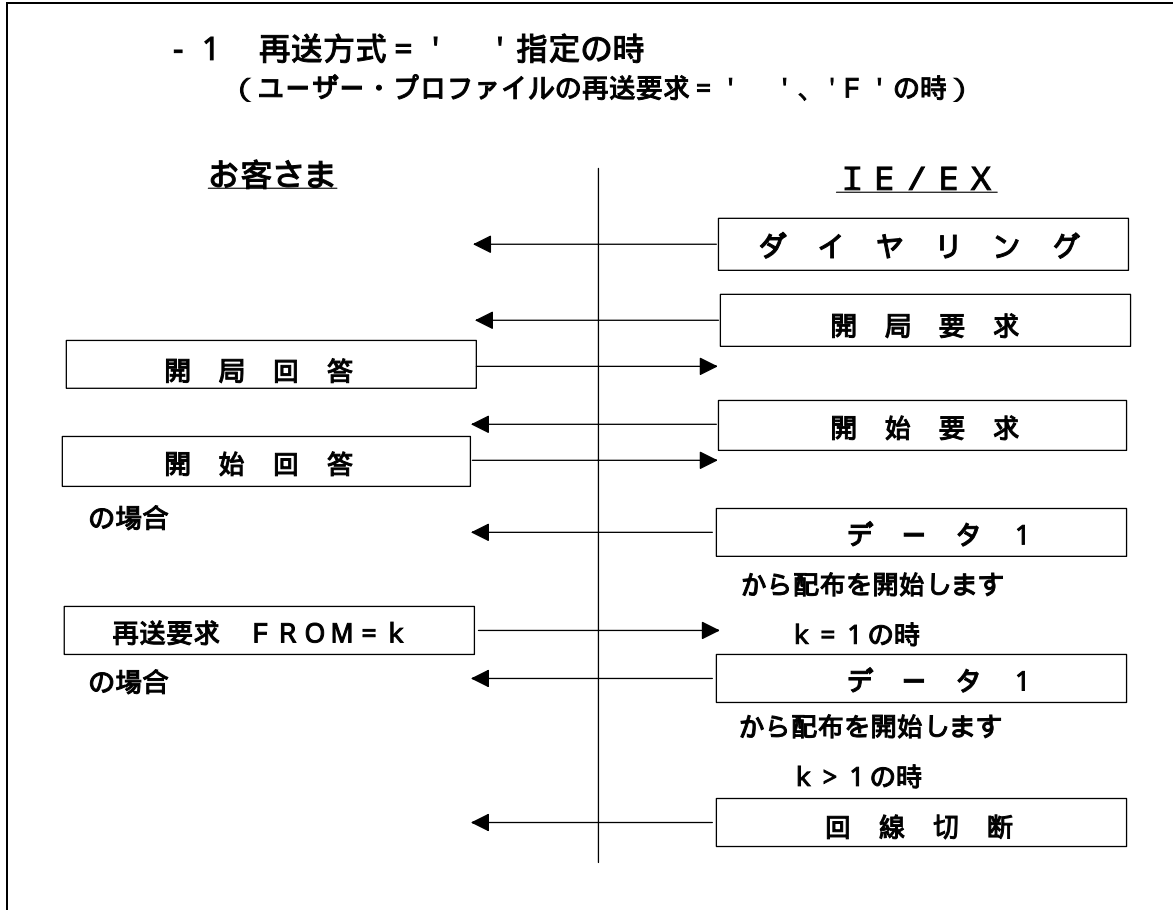 - 1 再送方式 = '　' 指定の時
(ユーザー・プロファイルの再送要求 = '　'、'F' の時)
お客さま
ＩＥ/ＥＸ
ダイヤリング
開局要求
開局回答
開始要求
開始回答
の場合
データ 1
から配布を開始します
再送要求　ＦＲＯＭ = k
k = 1 の時
の場合
データ 1
から配布を開始します
k > 1 の時
回線切断